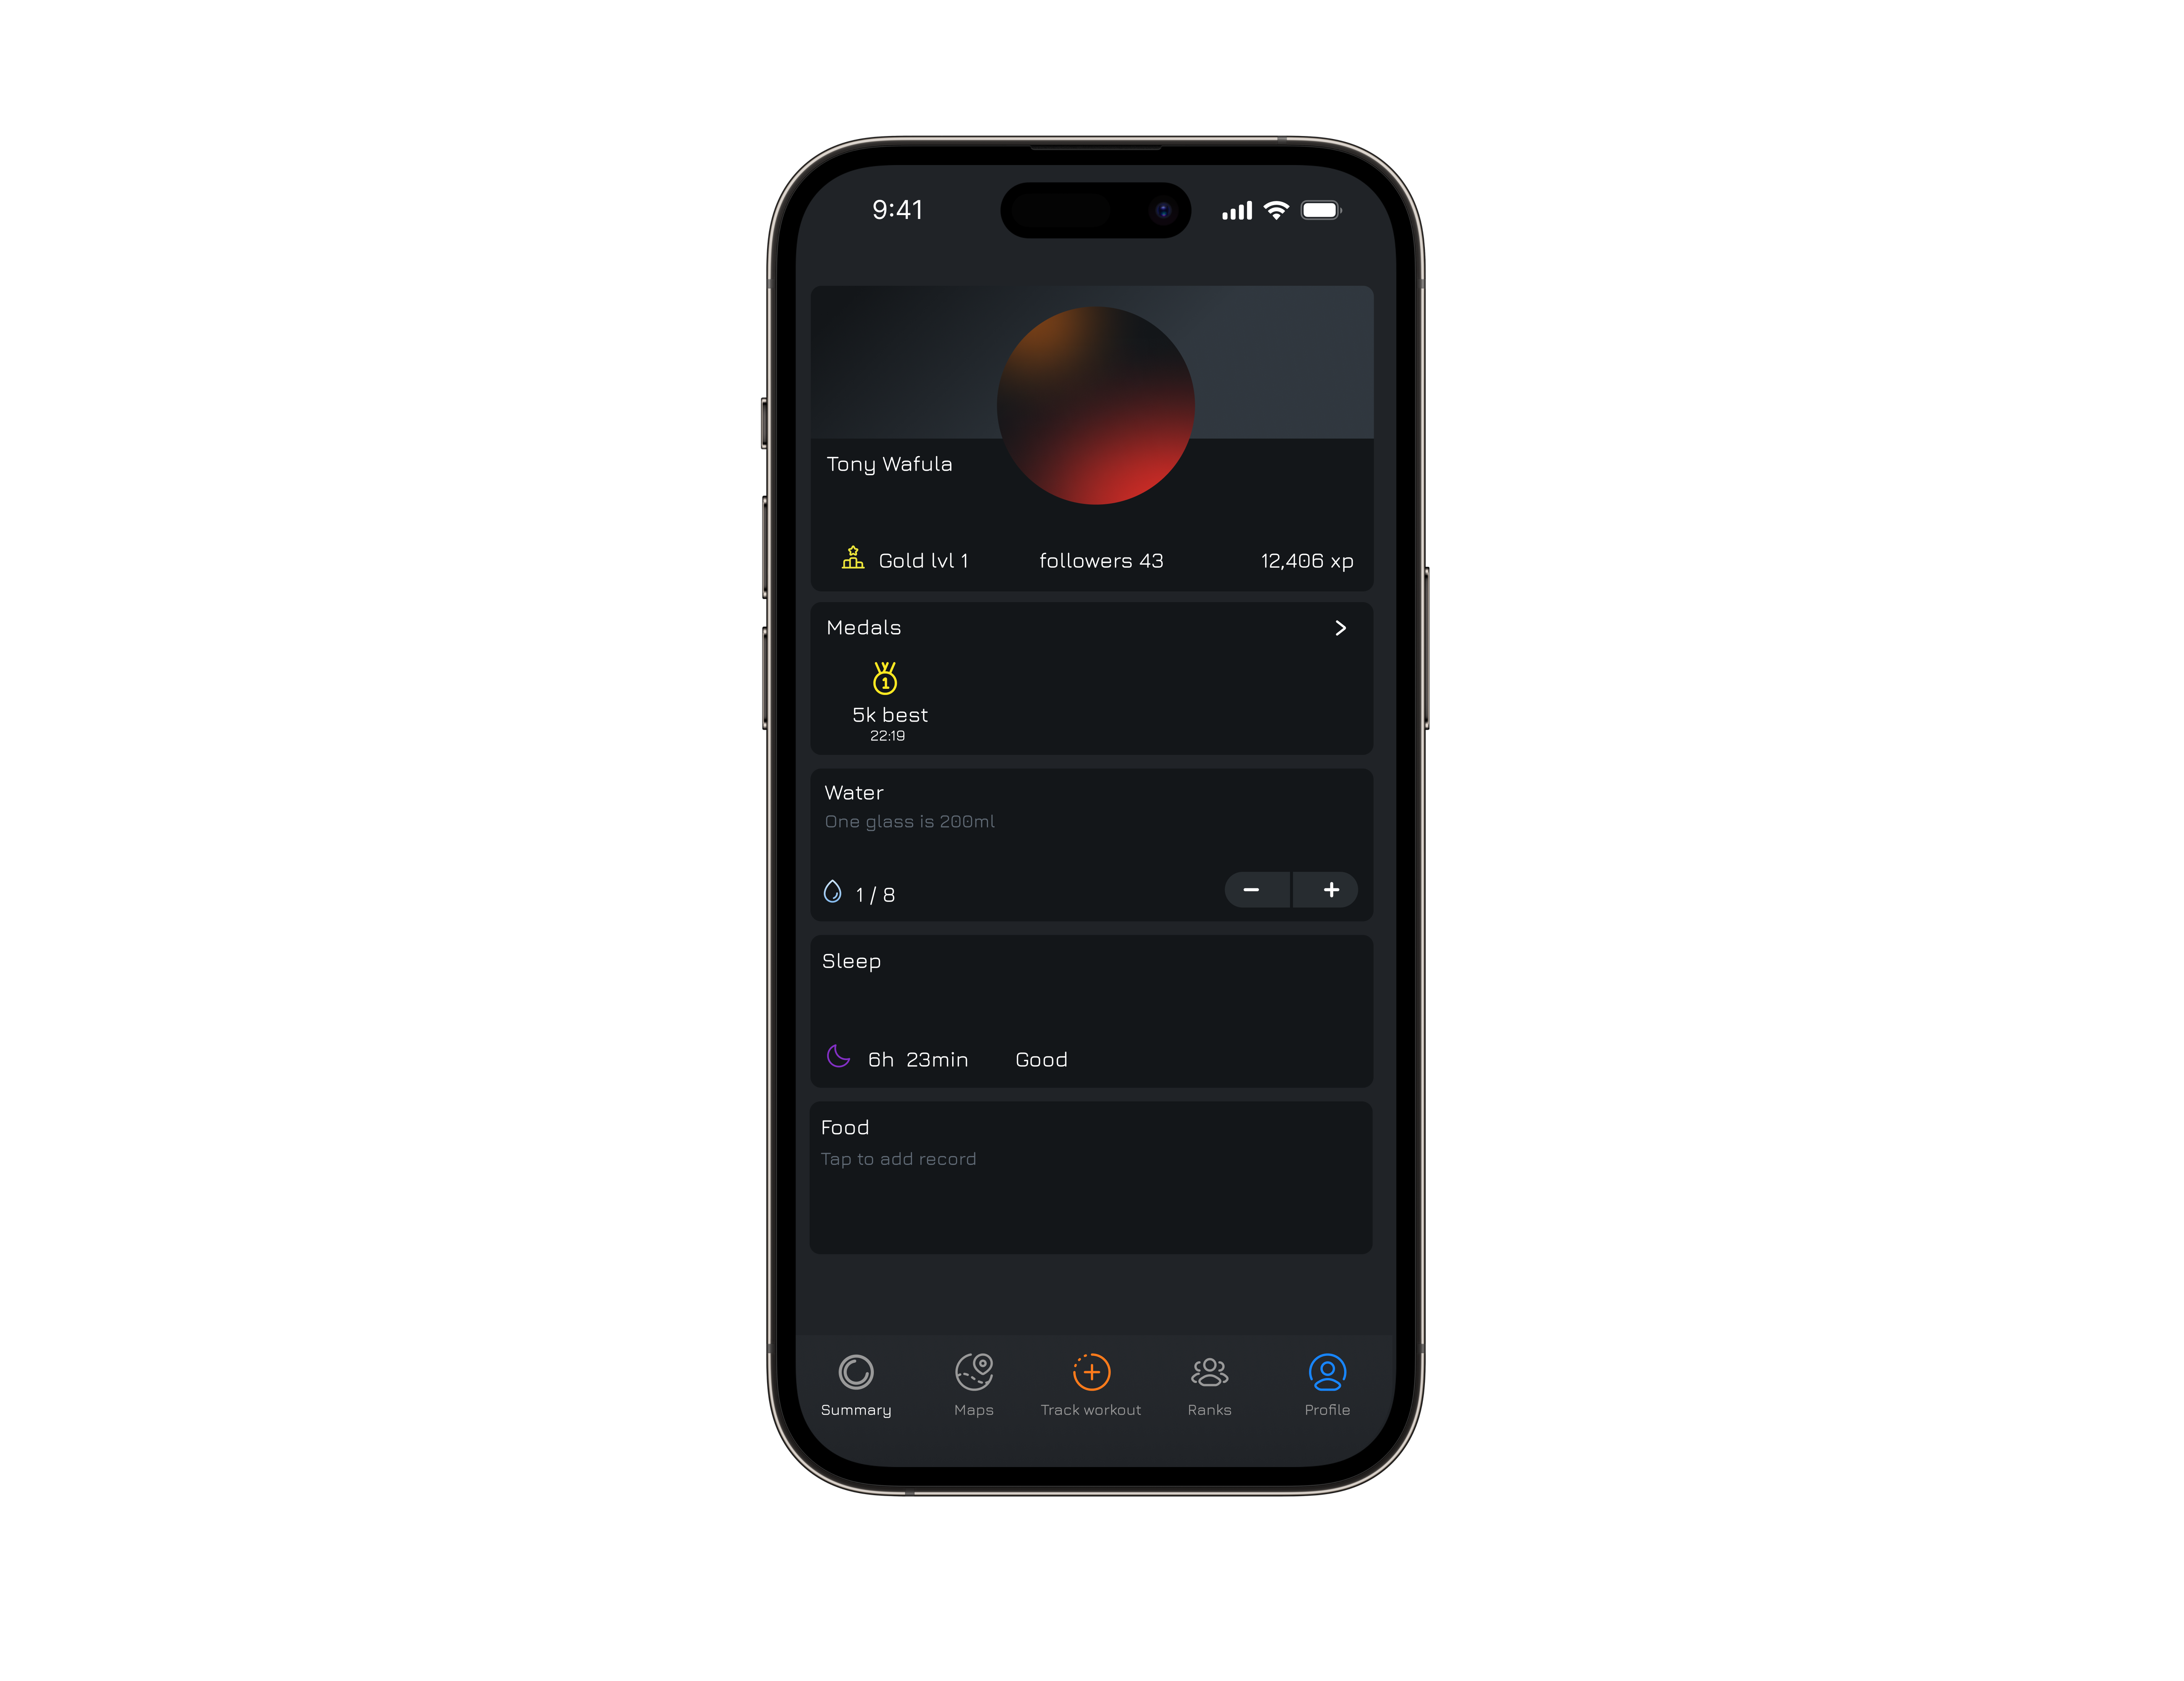 9:41
Tony Wafula
Gold lvl 1 followers 43 12,406 xp
Medals
1
5k best
22:19
Water
One glass is 200ml
1 / 8
Sleep
6h 23min Good
Food
Tap to add record
Summary Maps Track workout Ranks Profile